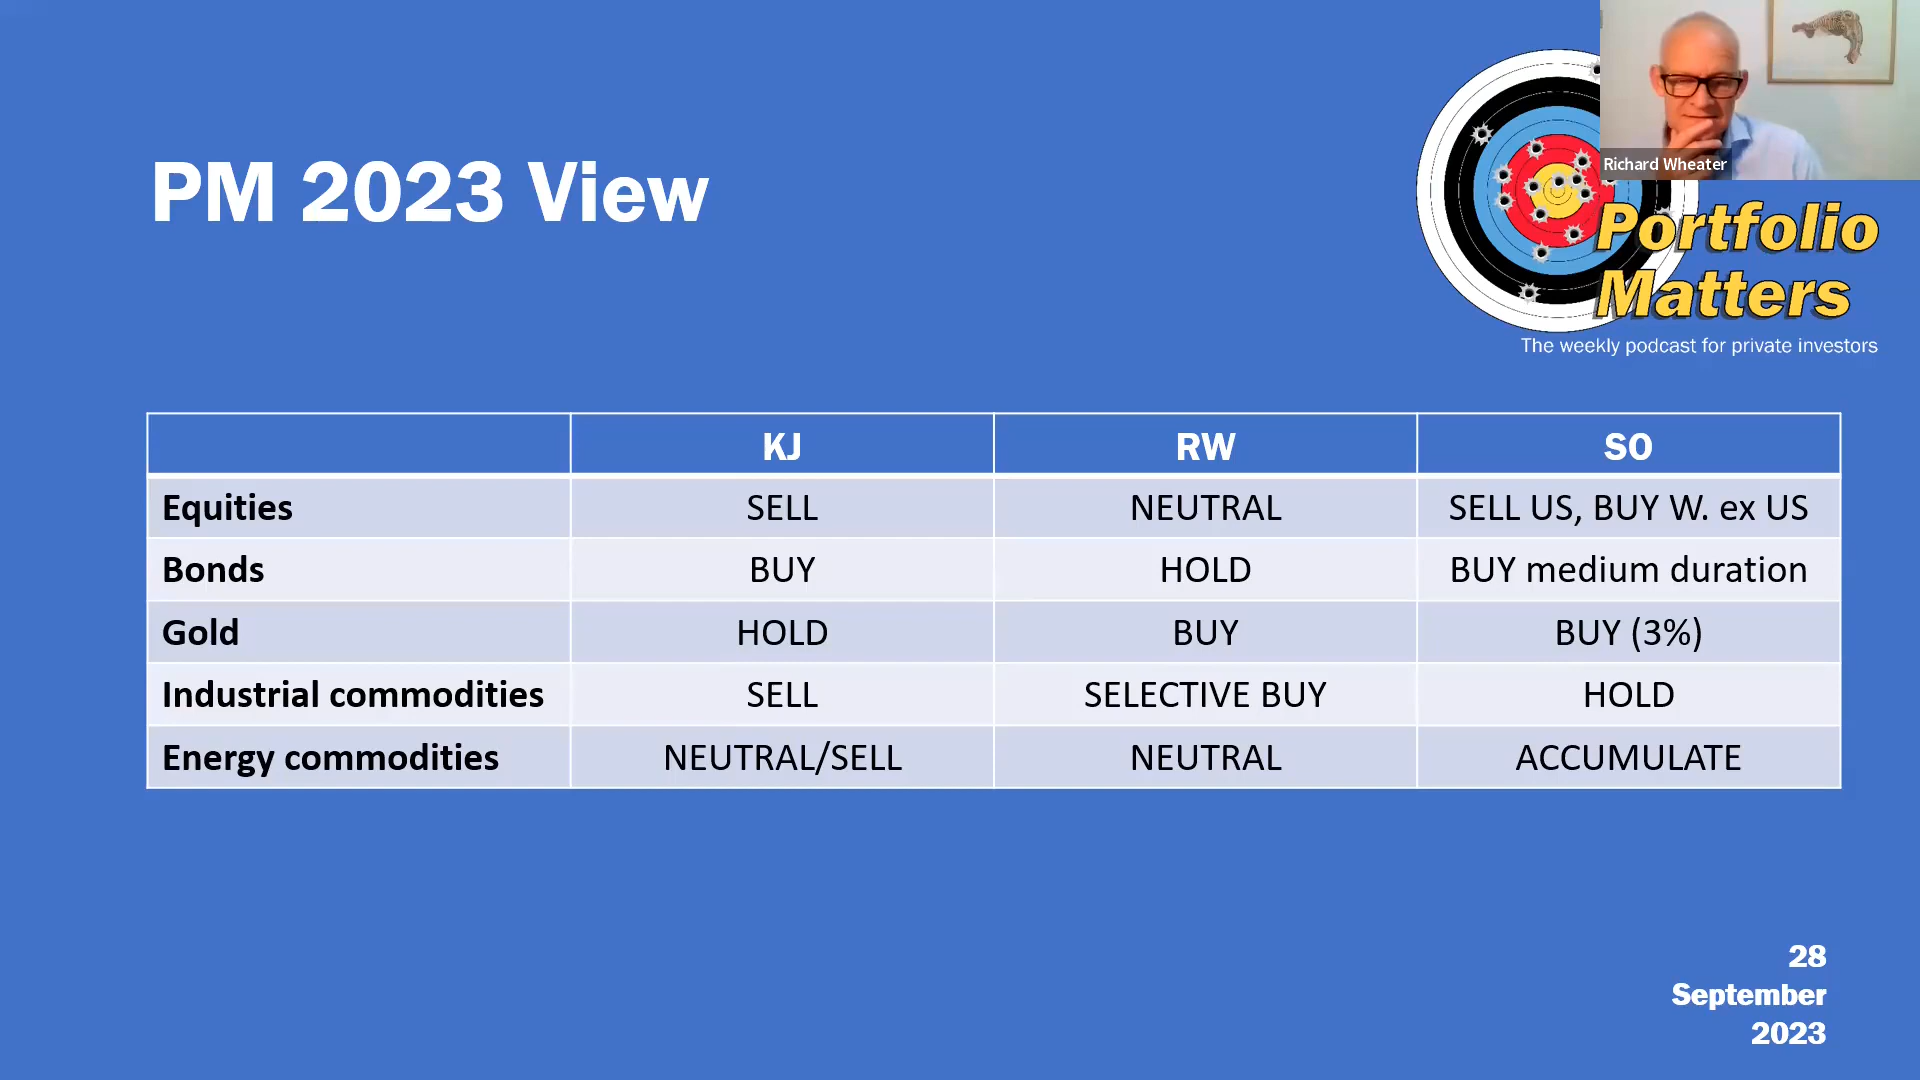 Richard Wheater
PM 2023 View
Portfolio
Matters
The weekly podcast for private investors
KJ RW SO
Equities SELL NEUTRAL SELL US, BUY W. ex US
Bonds BUY HOLD BUY medium duration
Gold HOLD BUY BUY (3%)
Industrial commodities SELL SELECTIVE BUY HOLD
Energy commodities NEUTRAL/SELL NEUTRAL ACCUMULATE
28
September
2023